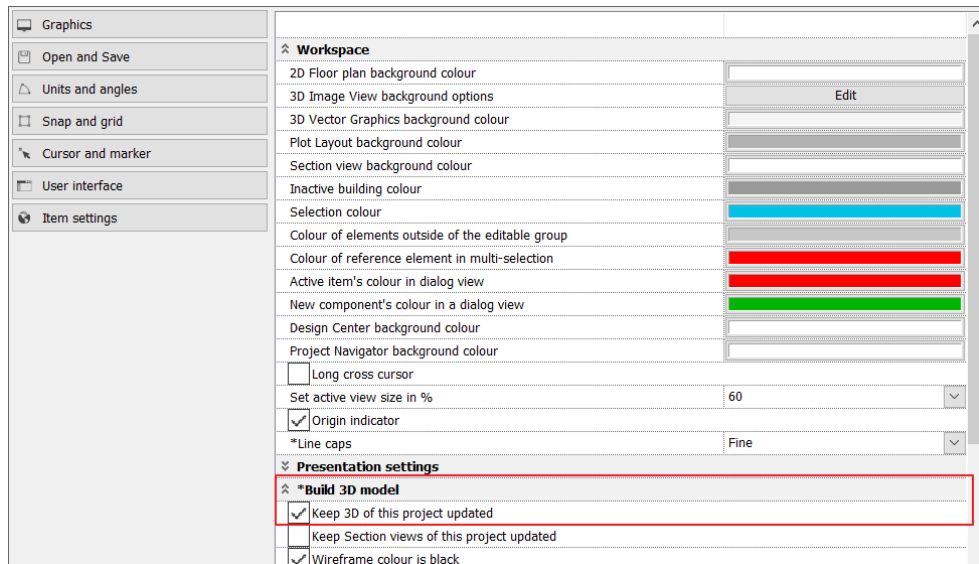 Graphics
Open and Save
Units and angles
Snap and grid
Cursor and marker
User interface
Item settings
Workspace
2D Floor plan background colour
3D Image View background options Edit
3D Vector Graphics background colour
Plot Layout background colour
Section view background colour
Inactive building colour
Selection colour
Colour of elements outside of the editable group
Colour of reference element in multi-selection
Active item's colour in dialog view
New component's colour in a dialog view
Design Center background colour
Project Navigator background colour
Long cross cursor
Set active view size in % 60
Origin indicator
*Line caps Fine
Presentation settings
*Build 3D model
Keep 3D of this project updated
Keep Section views of this project updated
Wireframe colour is black